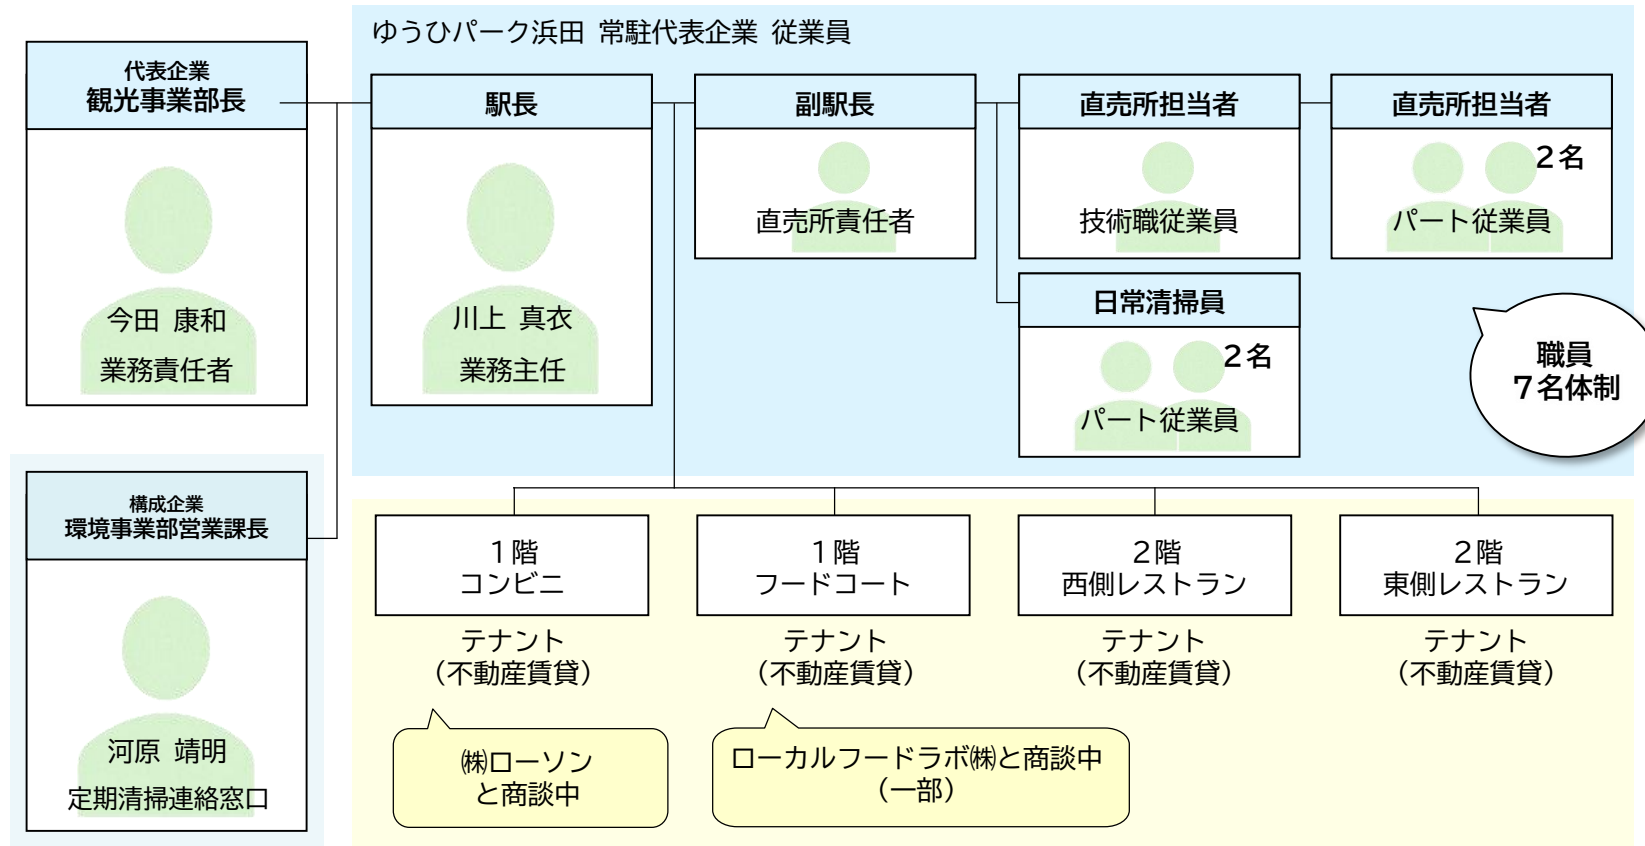 ゆうひパーク浜田 常駐代表企業 従業員
代表企業
観光事業部長
今田 康和
業務責任者
駅長
川上 真衣
業務主任
副駅長
直売所責任者
直売所担当者
技術職従業員
直売所担当者
2名
パート従業員
日常清掃員
2名
パート従業員
職員
7名体制
構成企業
環境事業部営業課長
河原 靖明
定期清掃連絡窓口
1階
コンビニ
テナント
（不動産賃貸）
㈱ローソン
と商談中
1階
フードコート
テナント
（不動産賃貸）
ローカルフードラボ㈱と商談中
（一部）
2階
西側レストラン
テナント
（不動産賃貸）
2階
東側レストラン
テナント
（不動産賃貸）